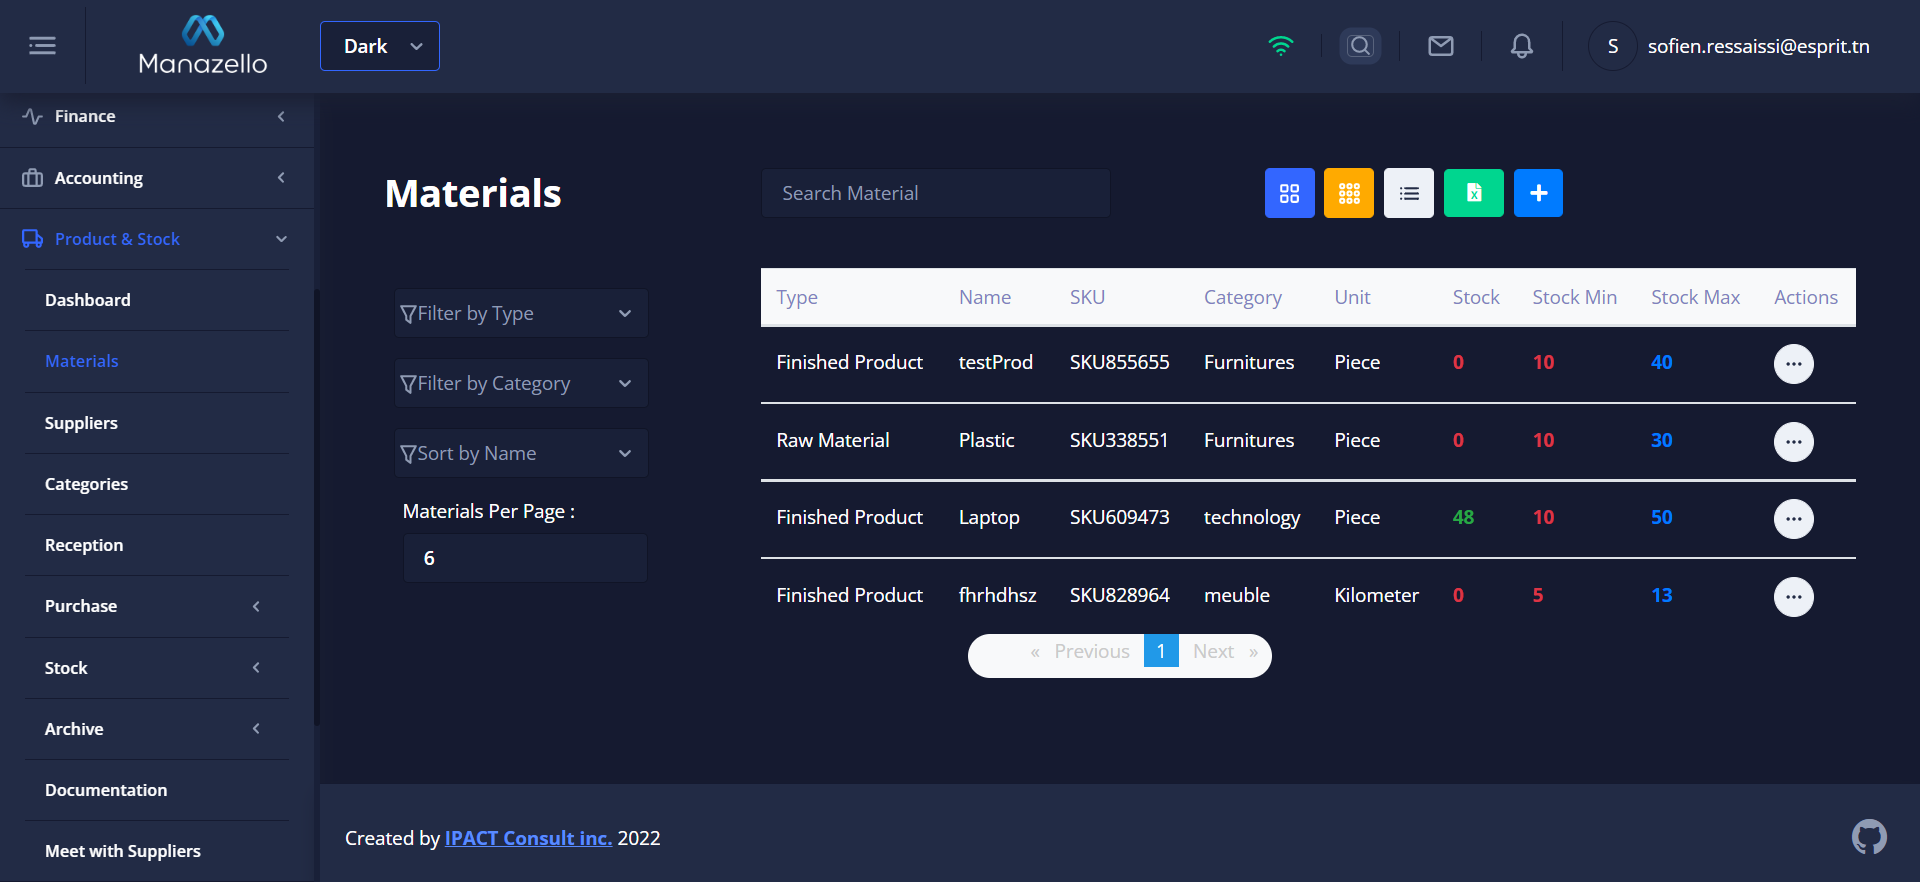 Manazello
Dark
S
sofien.ressaissi@esprit.tn
Finance
Accounting
Product & Stock
Dashboard
Materials
Suppliers
Categories
Reception
Purchase
Stock
Archive
Documentation
Meet with Suppliers
Materials
Search Material
Filter by Type
Filter by Category
Sort by Name
Materials Per Page :
6
Type Name SKU Category Unit Stock Stock Min Stock Max Actions
Finished Product testProd SKU855655 Furnitures Piece 0 10 40
Raw Material Plastic SKU338551 Furnitures Piece 0 10 30
Finished Product Laptop SKU609473 technology Piece 48 10 50
Finished Product fhrhdhsz SKU828964 meuble Kilometer 0 5 13
« Previous 1 Next »
Created by IPACT Consult inc. 2022